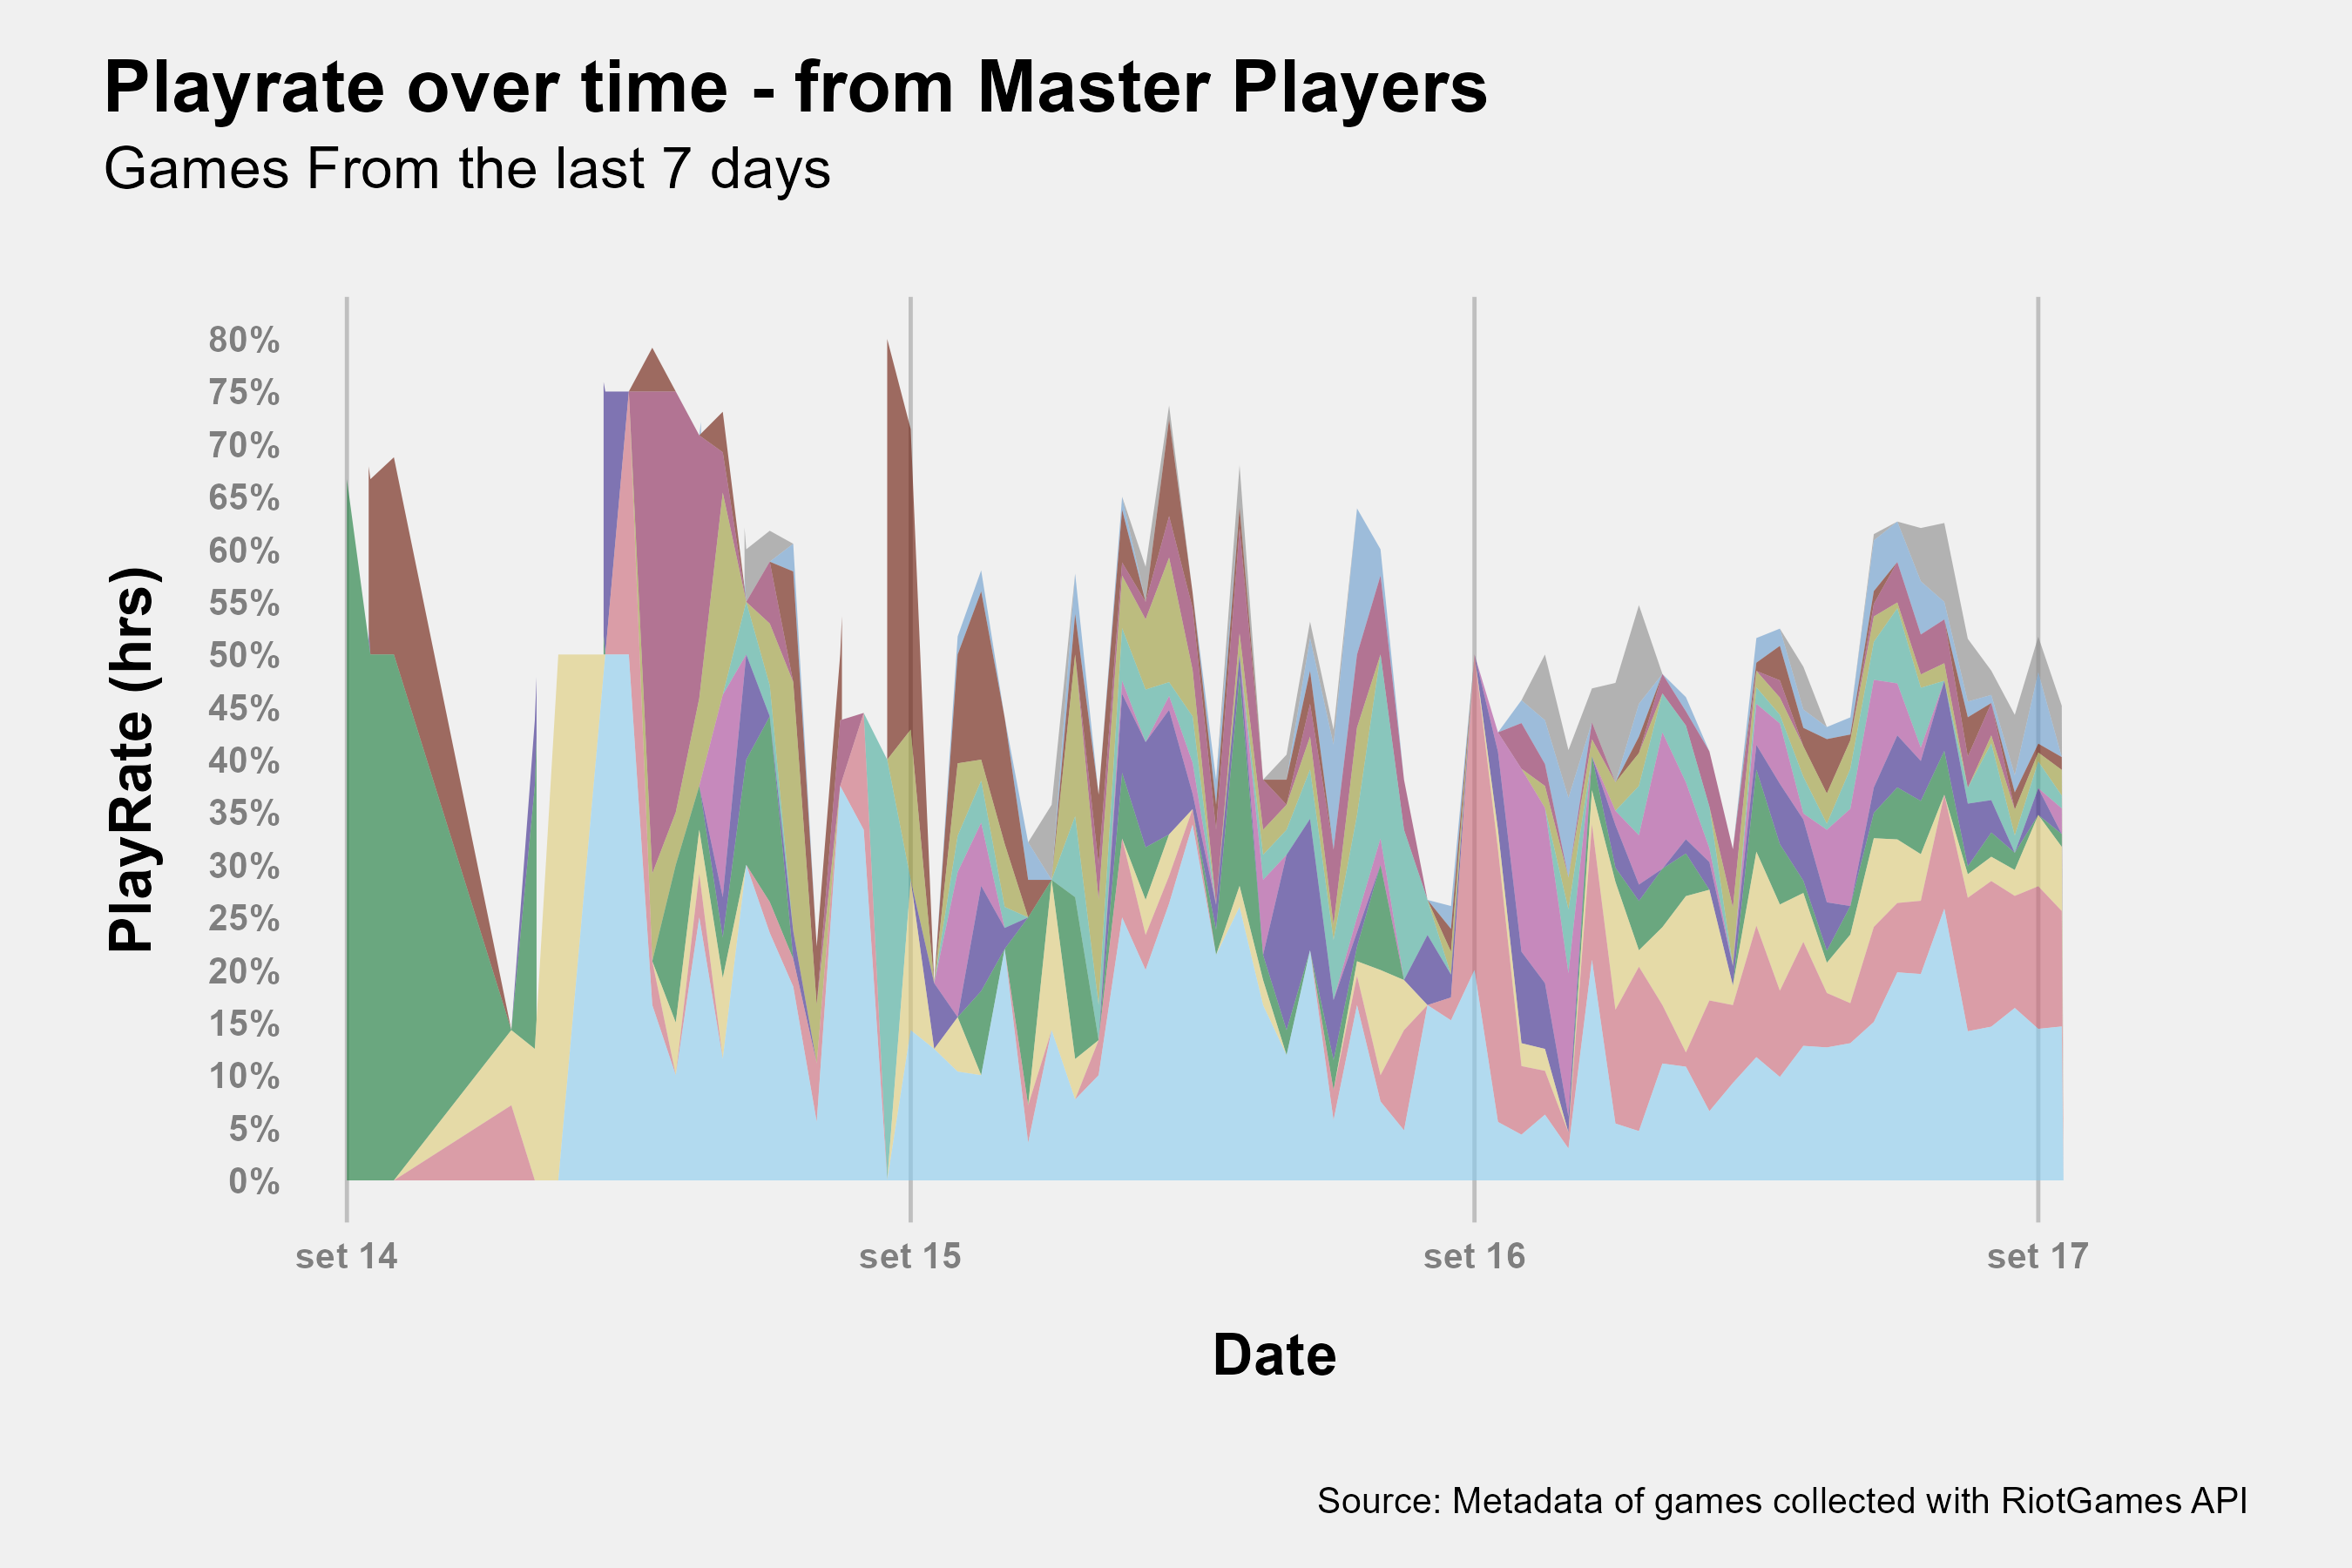 Playrate over time - from Master Players
Games From the last 7 days
PlayRate (hrs)
80%
75%
70%
65%
60%
55%
50%
45%
40%
35%
30%
25%
20%
15%
10%
5%
0%
set 14
set 15
set 16
set 17
Date
Source: Metadata of games collected with RiotGames API